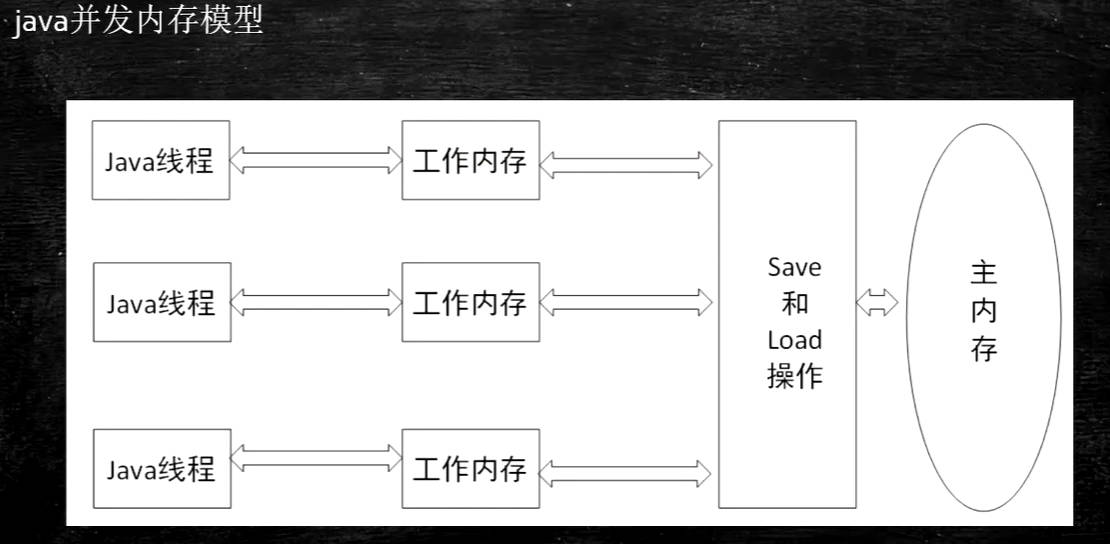 java并发内存模型
Java线程
工作内存
Java线程
工作内存
Java线程
工作内存
Save
和
Load
操作
主
内
存